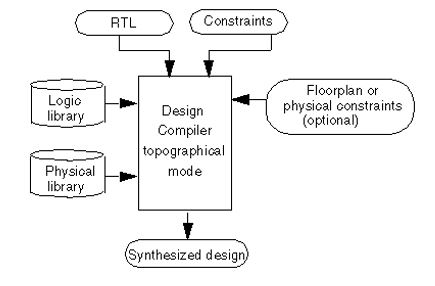 RTL
Constraints
Logic
library
Design
Compiler
topographical
mode
Floorplan or
physical constraints
(optional)
Physical
library
Synthesized design